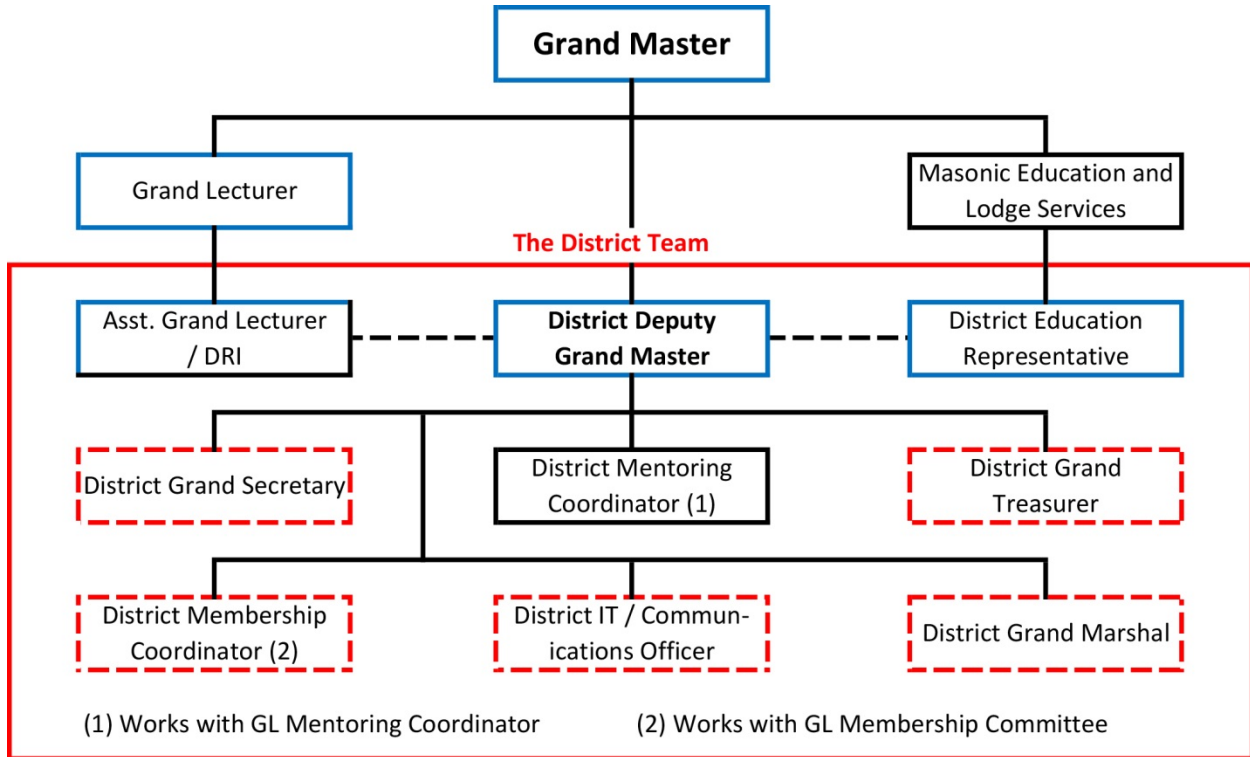 Grand Master
Grand Lecturer
Masonic Education and
Lodge Services
The District Team
Asst. Grand Lecturer
/ DRI
District Deputy
Grand Master
District Education
Representative
District Grand Secretary
District Mentoring
Coordinator (1)
District Grand
Treasurer
District Membership
Coordinator (2)
District IT / Commun-
ications Officer
District Grand Marshal
(1) Works with GL Mentoring Coordinator
(2) Works with GL Membership Committee